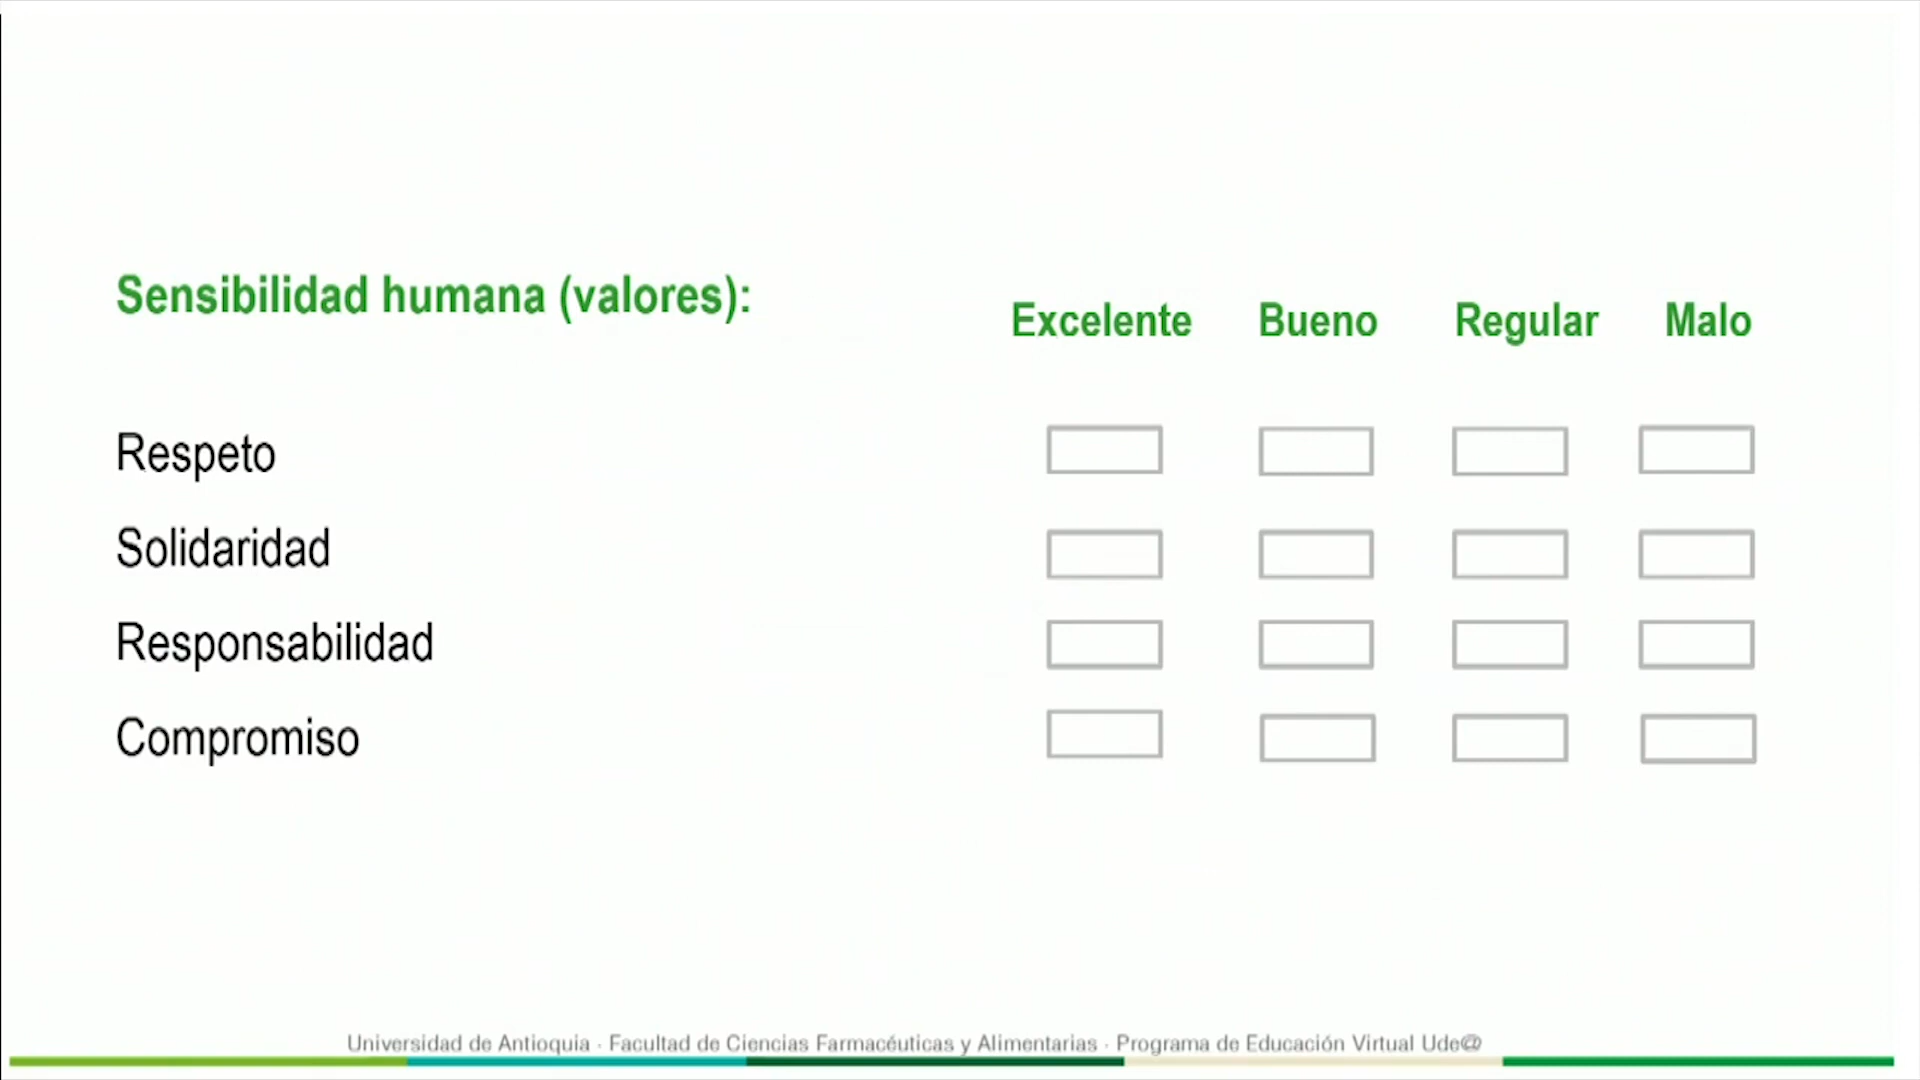 Sensibilidad humana (valores):
Excelente Bueno Regular Malo
Respeto
Solidaridad
Responsabilidad
Compromiso
Universidad de Antioquia · Facultad de Ciencias Farmacéuticas y Alimentarias · Programa de Educación Virtual Ude@